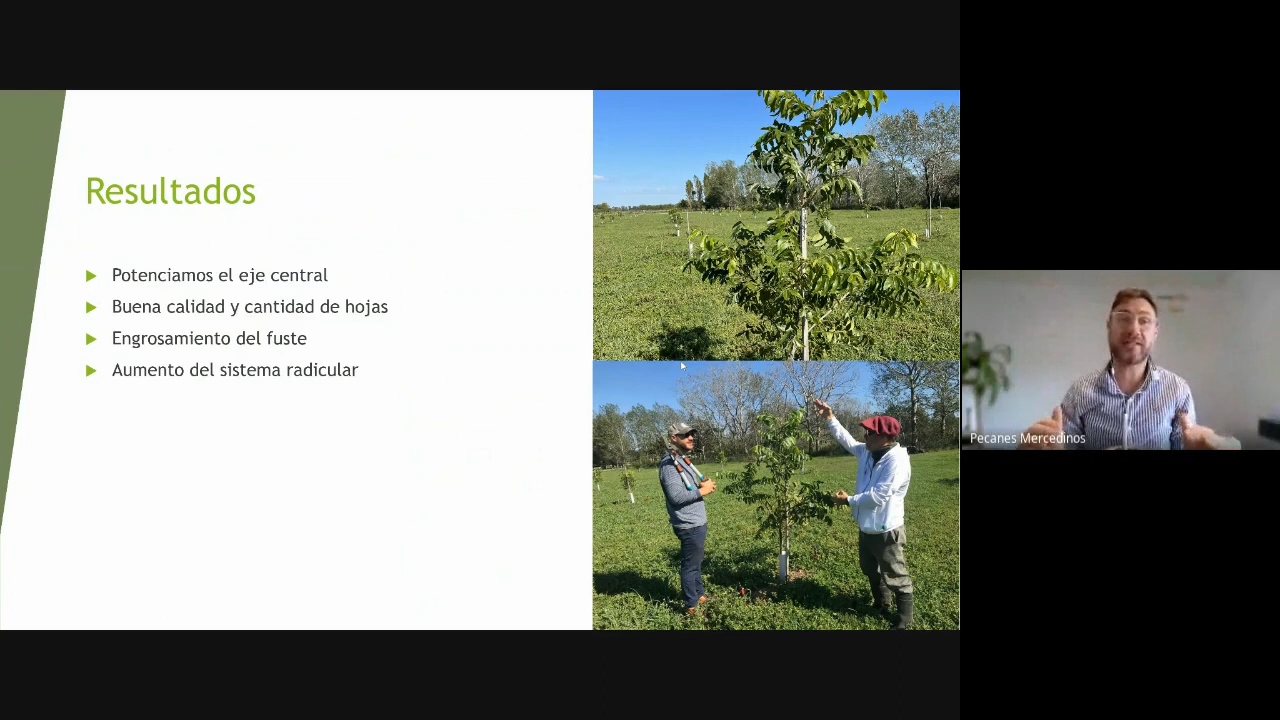 Resultados
Potenciamos el eje central
Buena calidad y cantidad de hojas
Engrosamiento del fuste
Aumento del sistema radicular
Pecanes Mercedinos